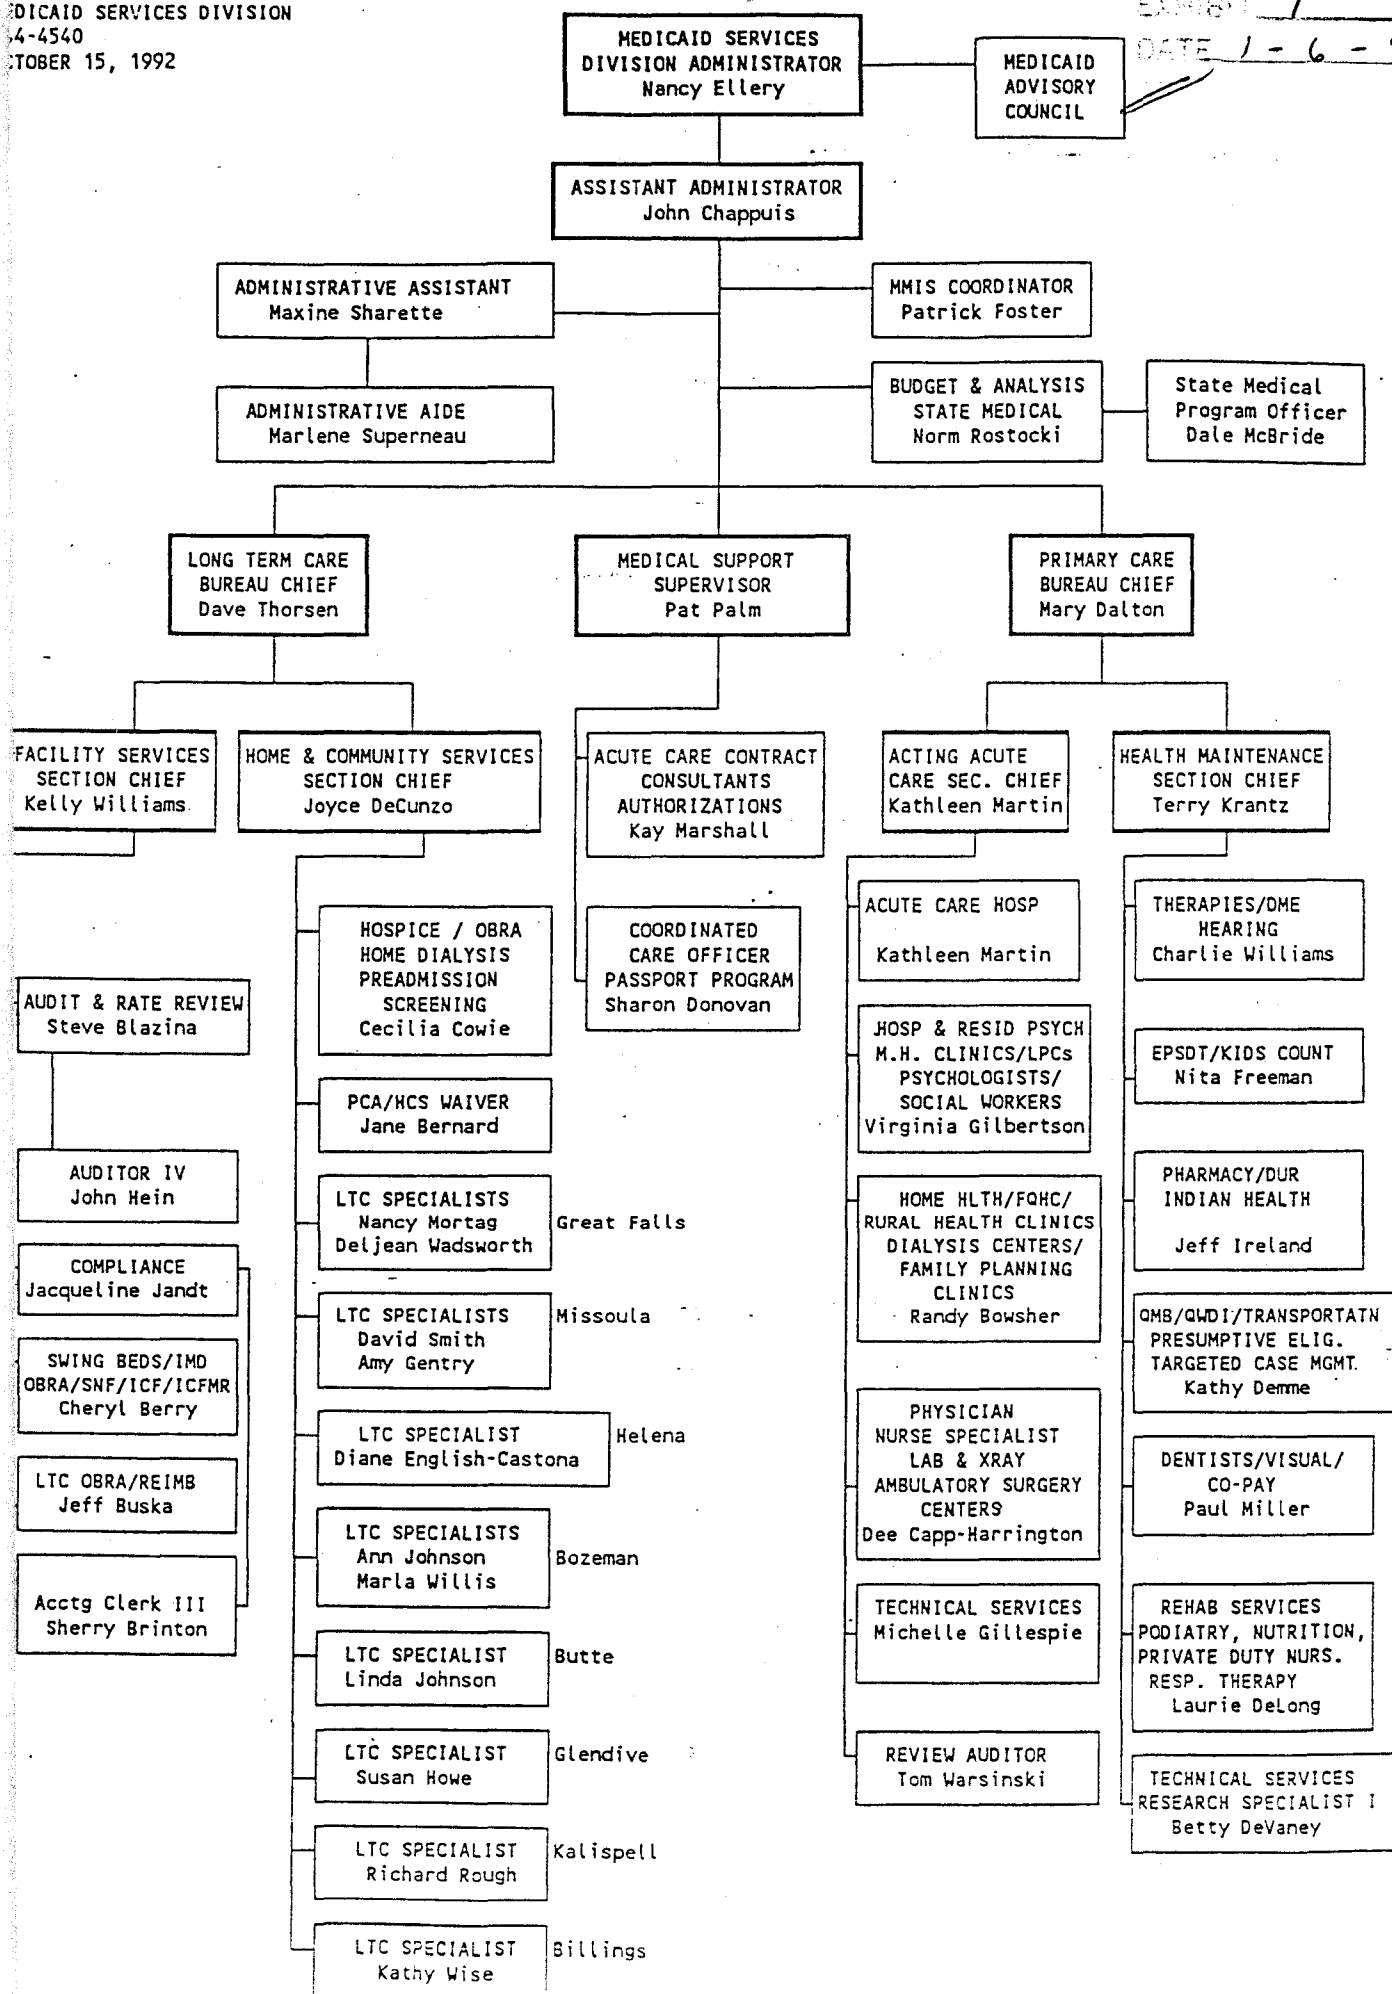 EDICAID SERVICES DIVISION
4-4540
CTOBER 15, 1992
EXHIBIT 1
DATE 1 - 6 -
MEDICAID SERVICES
DIVISION ADMINISTRATOR
Nancy Ellery
MEDICAID
ADVISORY
COUNCIL
ASSISTANT ADMINISTRATOR
John Chappuis
ADMINISTRATIVE ASSISTANT
Maxine Sharette
MMIS COORDINATOR
Patrick Foster
ADMINISTRATIVE AIDE
Marlene Superneau
BUDGET & ANALYSIS
STATE MEDICAL
Norm Rostocki
State Medical
Program Officer
Dale McBride
LONG TERM CARE
BUREAU CHIEF
Dave Thorsen
MEDICAL SUPPORT
SUPERVISOR
Pat Palm
PRIMARY CARE
BUREAU CHIEF
Mary Dalton
FACILITY SERVICES
SECTION CHIEF
Kelly Williams
HOME & COMMUNITY SERVICES
SECTION CHIEF
Joyce DeCunzo
ACUTE CARE CONTRACT
CONSULTANTS
AUTHORIZATIONS
Kay Marshall
ACTING ACUTE
CARE SEC. CHIEF
Kathleen Martin
HEALTH MAINTENANCE
SECTION CHIEF
Terry Krantz
AUDIT & RATE REVIEW
Steve Blazina
AUDITOR IV
John Hein
COMPLIANCE
Jacqueline Jandt
SWING BEDS/IMD
OBRA/SNF/ICF/ICFMR
Cheryl Berry
LTC OBRA/REIMB
Jeff Buska
Acctg Clerk III
Sherry Brinton
HOSPICE / OBRA
HOME DIALYSIS
PREADMISSION
SCREENING
Cecilia Cowie
PCA/HCS WAIVER
Jane Bernard
LTC SPECIALISTS
Nancy Mortag
Deljean Wadsworth
Great Falls
LTC SPECIALISTS
David Smith
Amy Gentry
Missoula
LTC SPECIALIST
Diane English-Castona
Helena
LTC SPECIALISTS
Ann Johnson
Marla Willis
Bozeman
LTC SPECIALIST
Linda Johnson
Butte
LTC SPECIALIST
Susan Howe
Glendive
LTC SPECIALIST
Richard Rough
Kalispell
LTC SPECIALIST
Kathy Wise
Billings
COORDINATED
CARE OFFICER
PASSPORT PROGRAM
Sharon Donovan
ACUTE CARE HOSP
Kathleen Martin
HOSP & RESID PSYCH
M.H. CLINICS/LPCs
PSYCHOLOGISTS/
SOCIAL WORKERS
Virginia Gilbertson
HOME HLTH/FQHC/
RURAL HEALTH CLINICS
DIALYSIS CENTERS/
FAMILY PLANNING
CLINICS
Randy Bowsher
PHYSICIAN
NURSE SPECIALIST
LAB & XRAY
AMBULATORY SURGERY
CENTERS
Dee Capp-Harrington
TECHNICAL SERVICES
Michelle Gillespie
REVIEW AUDITOR
Tom Warsinski
THERAPIES/DME
HEARING
Charlie Williams
EPSDT/KIDS COUNT
Nita Freeman
PHARMACY/DUR
INDIAN HEALTH
Jeff Ireland
QMB/QWDI/TRANSPORTATN
PRESUMPTIVE ELIG.
TARGETED CASE MGMT.
Kathy Demme
DENTISTS/VISUAL/
CO-PAY
Paul Miller
REHAB SERVICES
PODIATRY, NUTRITION,
PRIVATE DUTY NURS.
RESP. THERAPY
Laurie DeLong
TECHNICAL SERVICES
RESEARCH SPECIALIST I
Betty DeVaney